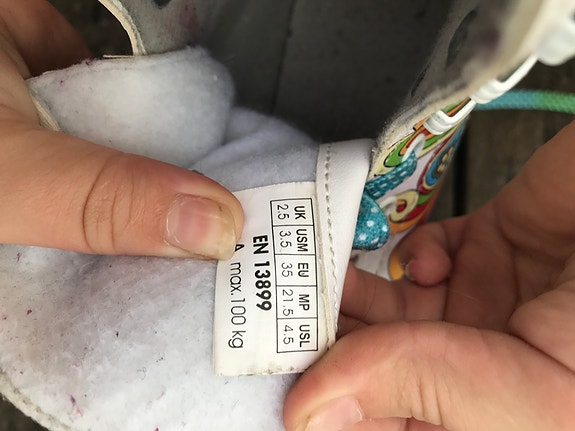 UK USM EU MP USL
2.5 3.5 35 21.5 4.5
EN 13899
A max.100 kg